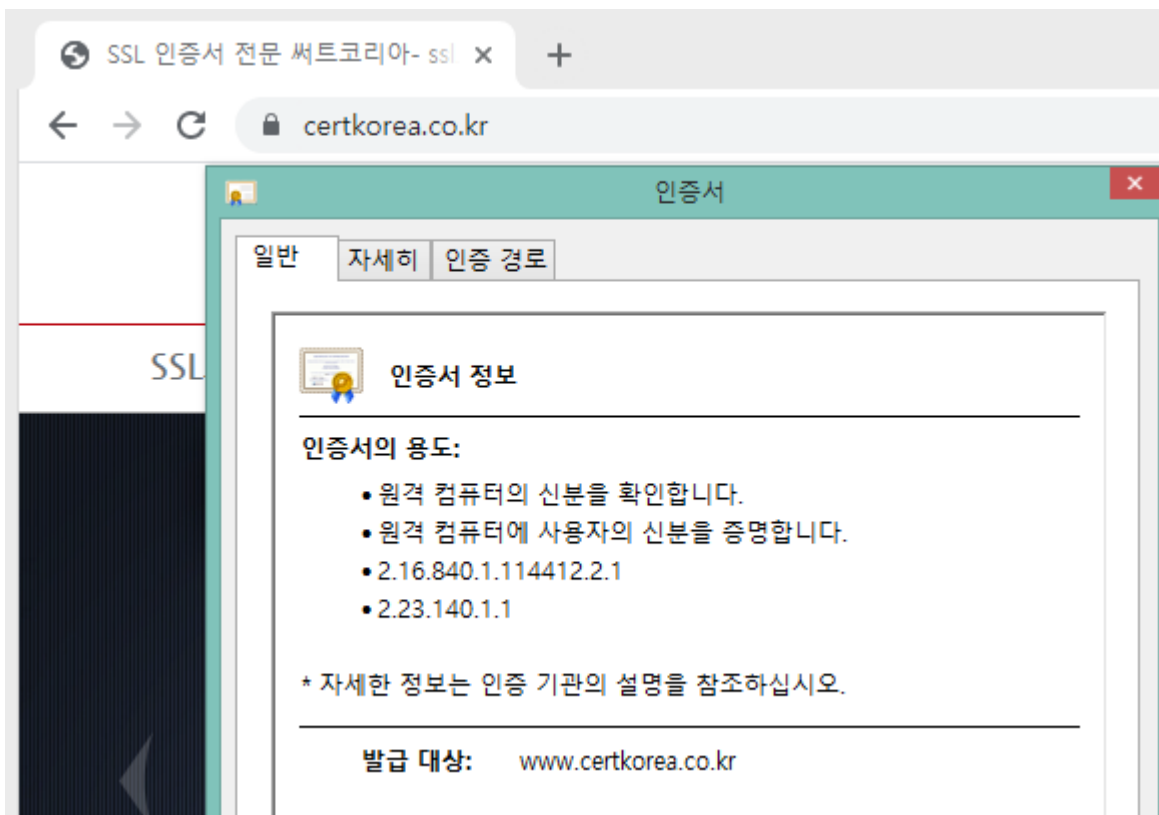 SSL 인증서 전문 써트코리아- ssl
certkorea.co.kr
인증서
일반 자세히 인증 경로
SSL
인증서 정보
인증서의 용도:
• 원격 컴퓨터의 신분을 확인합니다.
• 원격 컴퓨터에 사용자의 신분을 증명합니다.
• 2.16.840.1.114412.2.1
• 2.23.140.1.1
* 자세한 정보는 인증 기관의 설명을 참조하십시오.
발급 대상: www.certkorea.co.kr